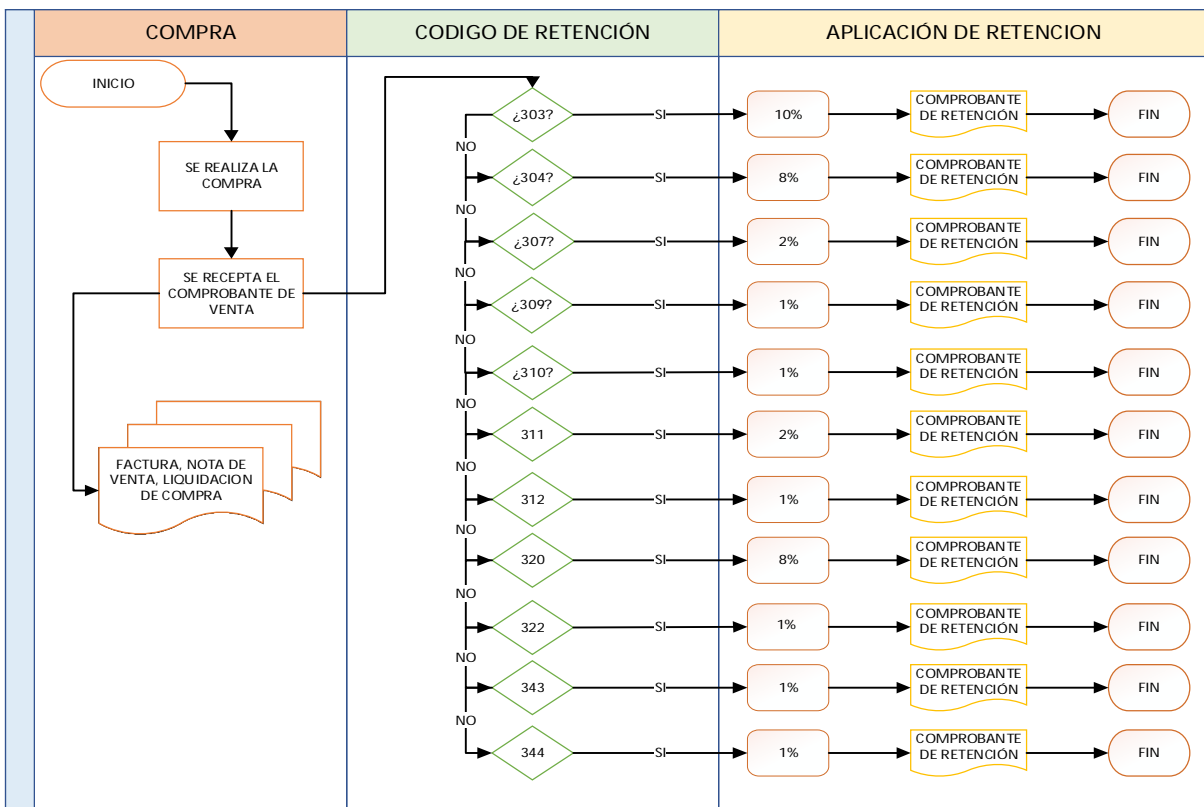 COMPRA
CODIGO DE RETENCIÓN
APLICACIÓN DE RETENCION
INICIO
SE REALIZA LA
COMPRA
SE RECEPTA EL
COMPROBANTE DE
VENTA
FACTURA, NOTA DE
VENTA, LIQUIDACION
DE COMPRA
¿303?
SI
10%
COMPROBANTE
DE RETENCIÓN
FIN
NO
¿304?
SI
8%
COMPROBANTE
DE RETENCIÓN
FIN
NO
¿307?
SI
2%
COMPROBANTE
DE RETENCIÓN
FIN
NO
¿309?
SI
1%
COMPROBANTE
DE RETENCIÓN
FIN
NO
¿310?
SI
1%
COMPROBANTE
DE RETENCIÓN
FIN
NO
311
SI
2%
COMPROBANTE
DE RETENCIÓN
FIN
NO
312
SI
1%
COMPROBANTE
DE RETENCIÓN
FIN
NO
320
SI
8%
COMPROBANTE
DE RETENCIÓN
FIN
NO
322
SI
1%
COMPROBANTE
DE RETENCIÓN
FIN
NO
343
SI
1%
COMPROBANTE
DE RETENCIÓN
FIN
NO
344
SI
1%
COMPROBANTE
DE RETENCIÓN
FIN